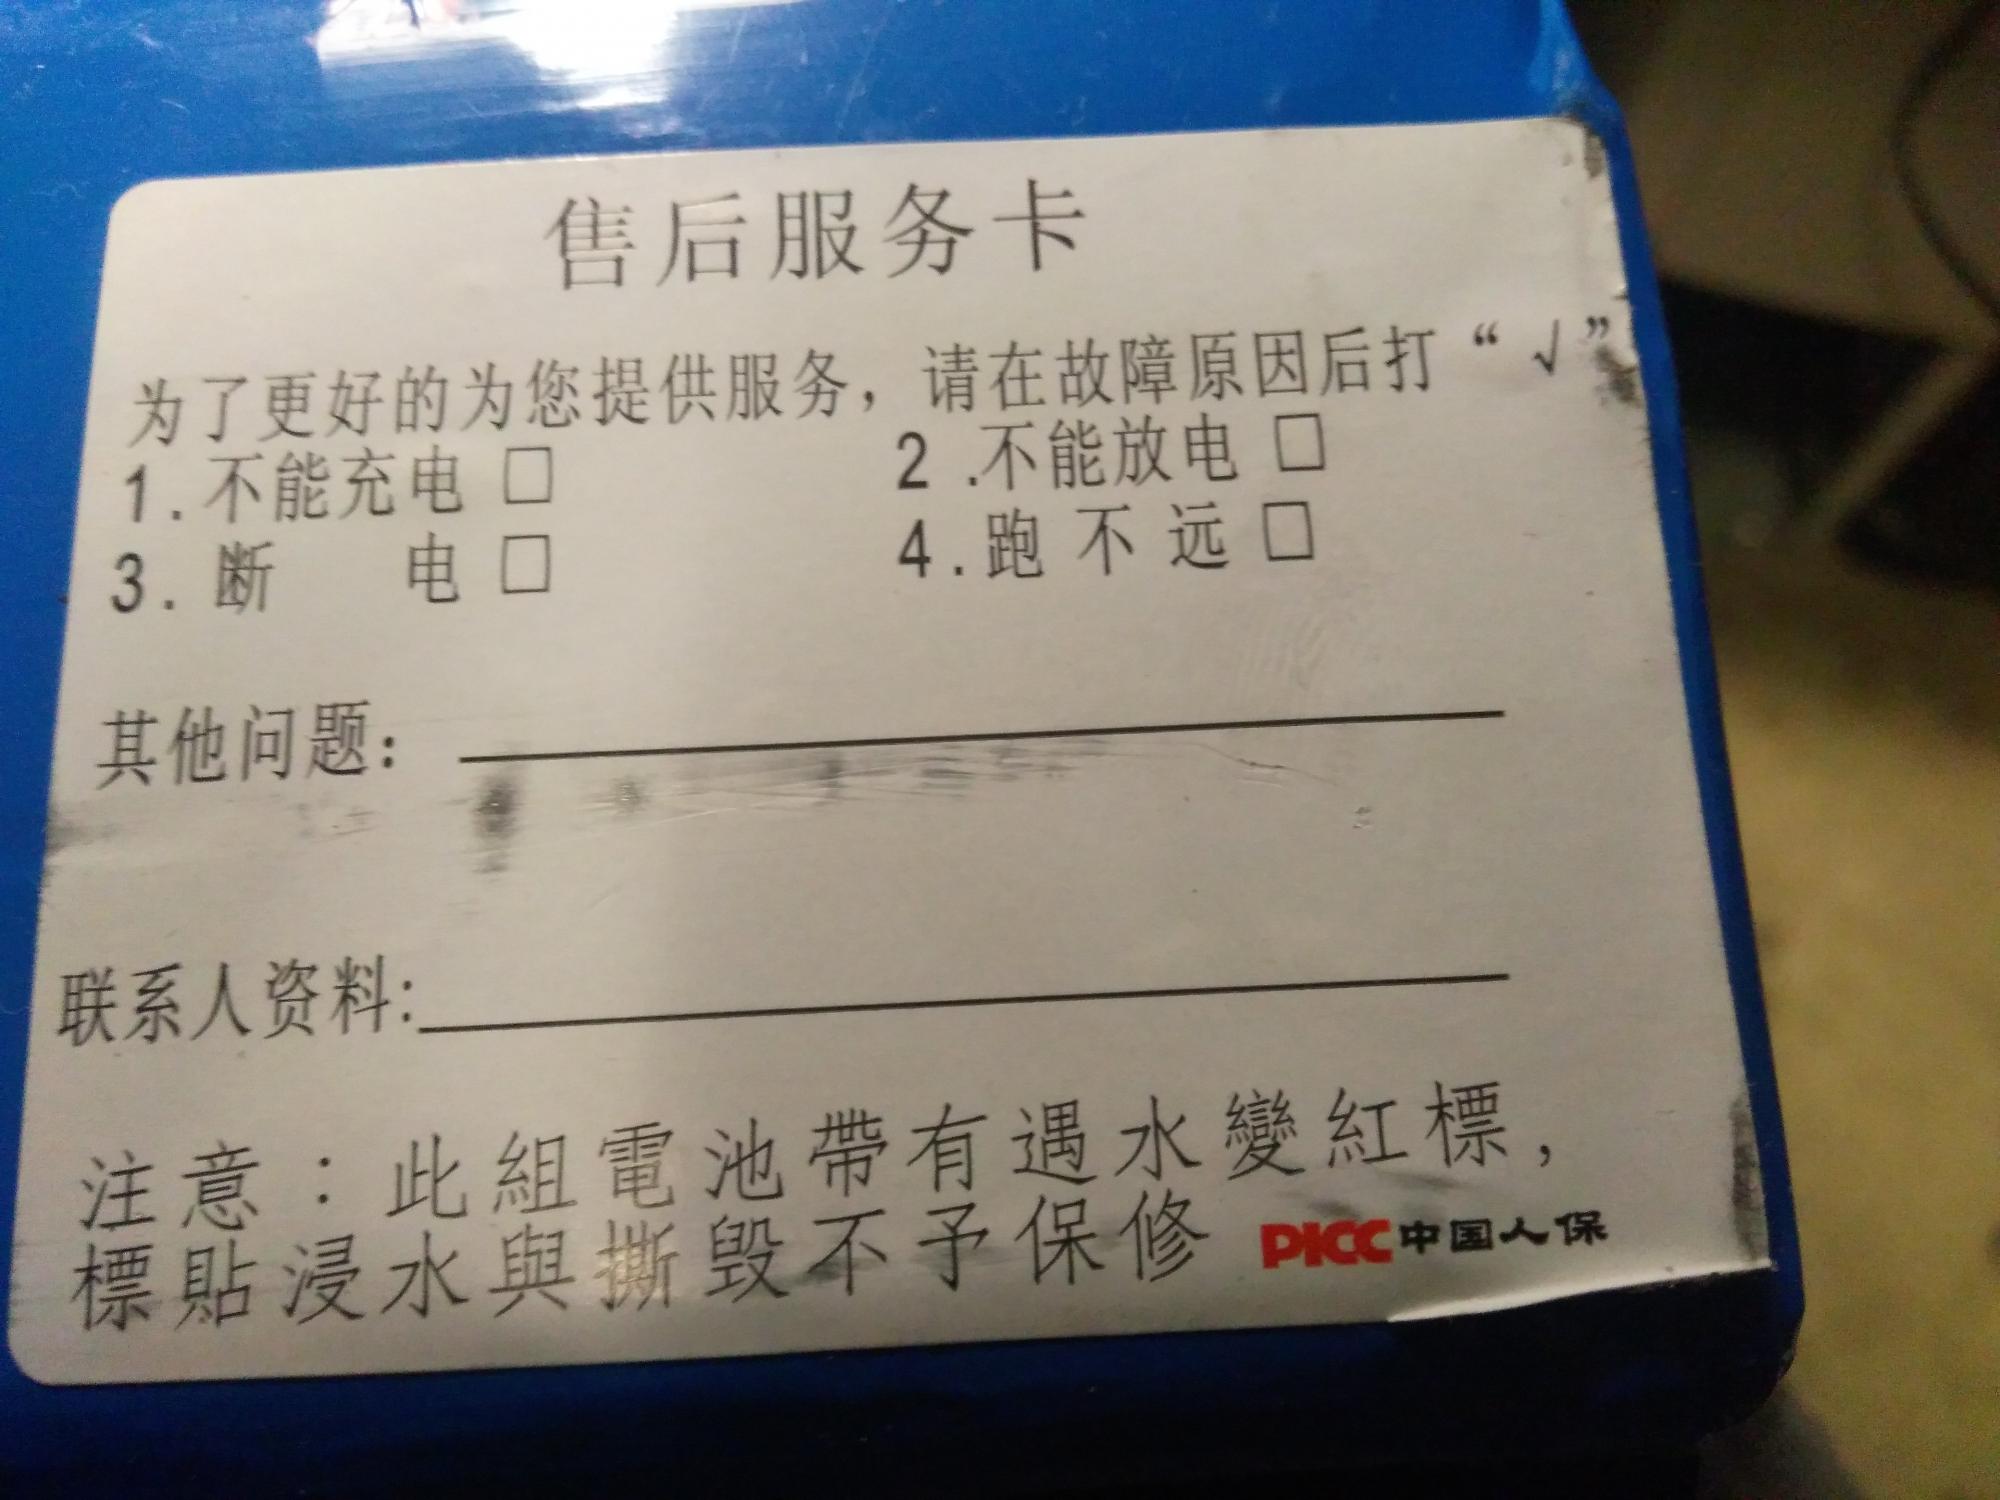 售后服务卡
为了更好的为您提供服务，请在故障原因后打“√”
1.不能充电□ 2.不能放电□
3.断 电□ 4.跑不远□
其他问题：
联系人资料:
注意：此組電池帶有遇水變紅標，
標貼浸水與撕毀不予保修 PICC中国人保